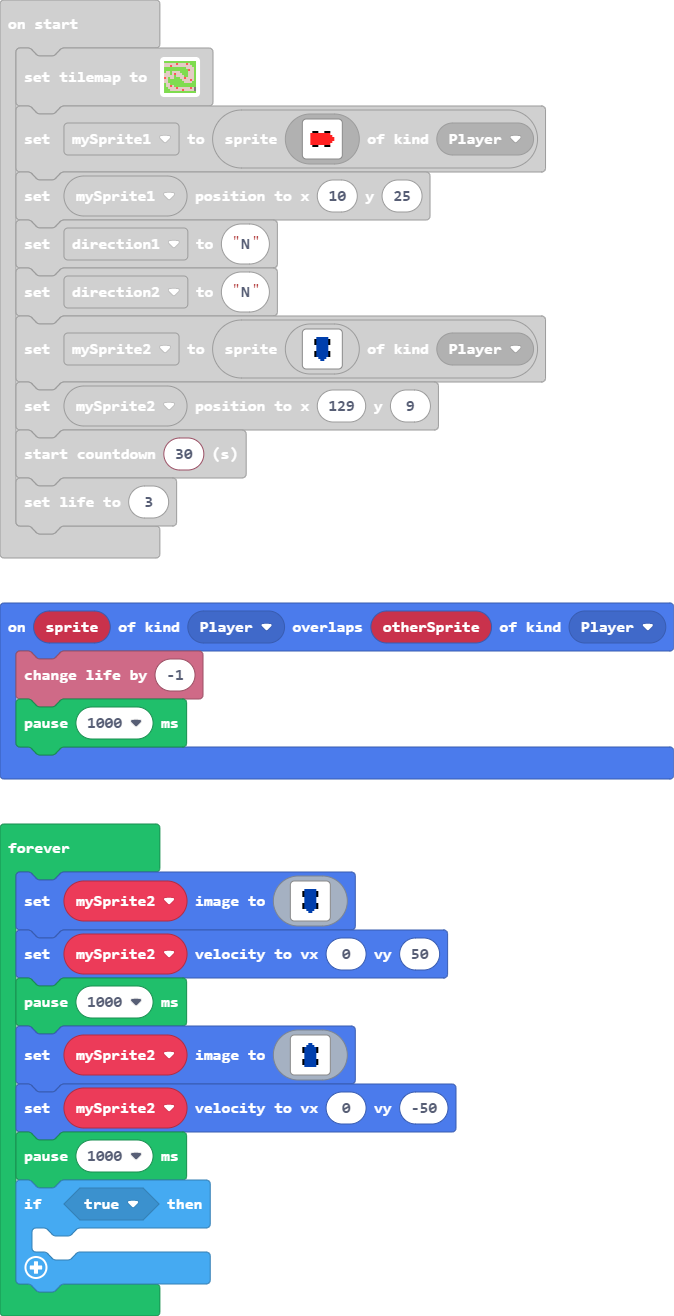 on start
set tilemap to
set mySprite1 to sprite of kind Player
set mySprite1 position to x 10 y 25
set direction1 to "N"
set direction2 to "N"
set mySprite2 to sprite of kind Player
set mySprite2 position to x 129 y 9
start countdown 30 (s)
set life to 3
on sprite of kind Player overlaps otherSprite of kind Player
change life by -1
pause 1000 ms
forever
set mySprite2 image to
set mySprite2 velocity to vx 0 vy 50
pause 1000 ms
set mySprite2 image to
set mySprite2 velocity to vx 0 vy -50
pause 1000 ms
if true then